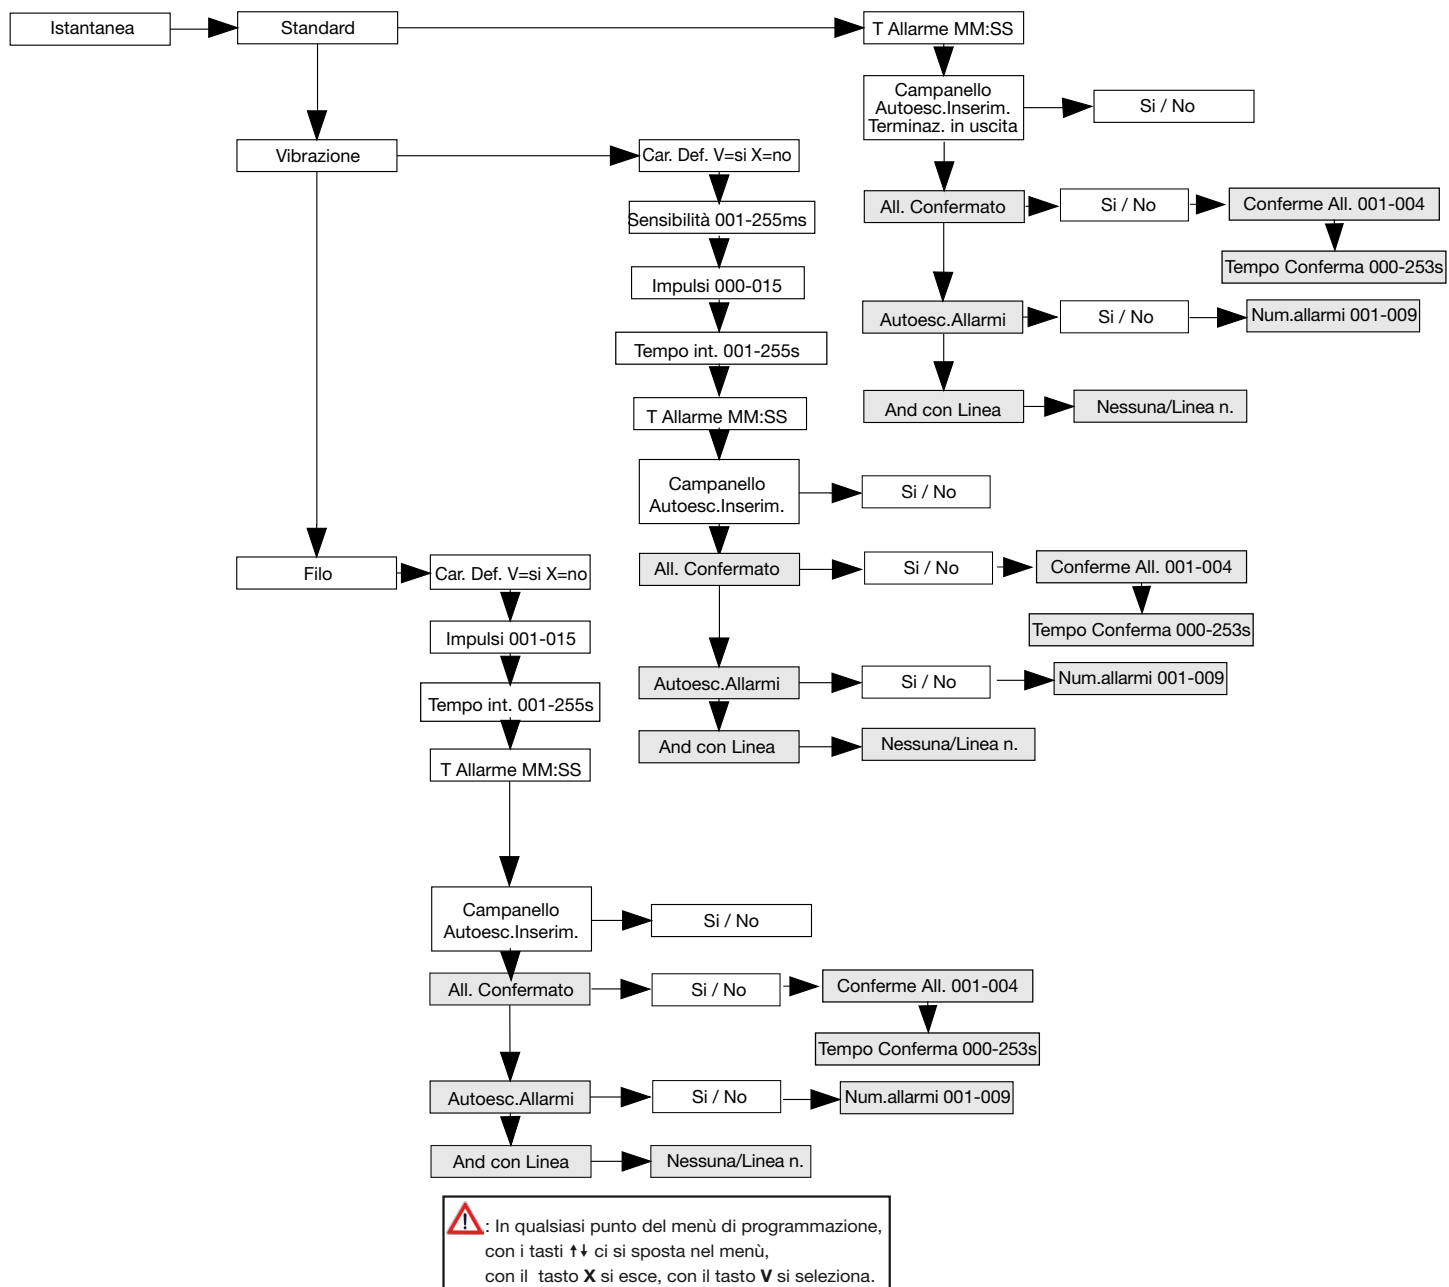 Istantanea
Standard
T Allarme MM:SS
Campanello
Autoesc.Inserim.
Terminaz. in uscita
Si / No
All. Confermato
Si / No
Conferme All. 001-004
Tempo Conferma 000-253s
Autoesc.Allarmi
Si / No
Num.allarmi 001-009
And con Linea
Nessuna/Linea n.
Vibrazione
Car. Def. V=si X=no
Sensibilità 001-255ms
Impulsi 000-015
Tempo int. 001-255s
T Allarme MM:SS
Campanello
Autoesc.Inserim.
Si / No
All. Confermato
Si / No
Conferme All. 001-004
Tempo Conferma 000-253s
Autoesc.Allarmi
Si / No
Num.allarmi 001-009
And con Linea
Nessuna/Linea n.
Filo
Car. Def. V=si X=no
Impulsi 001-015
Tempo int. 001-255s
T Allarme MM:SS
Campanello
Autoesc.Inserim.
Si / No
All. Confermato
Si / No
Conferme All. 001-004
Tempo Conferma 000-253s
Autoesc.Allarmi
Si / No
Num.allarmi 001-009
And con Linea
Nessuna/Linea n.
: In qualsiasi punto del menù di programmazione,
con i tasti ↑↓ ci si sposta nel menù,
con il tasto X si esce, con il tasto V si seleziona.